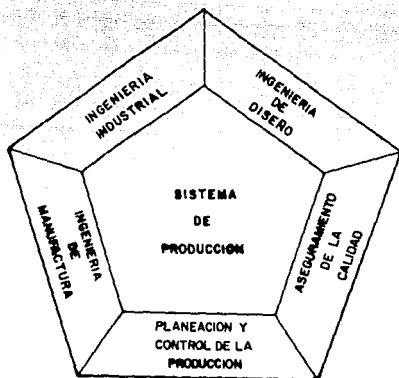 INGENIERIA
INDUSTRIAL
INGENIERIA
DE
DISEÑO
SISTEMA
DE
PRODUCCION
INGENIERIA
DE
MANUFACTURA
ASEGURAMIENTO
DE LA
CALIDAD
PLANEACION Y
CONTROL DE LA
PRODUCCION